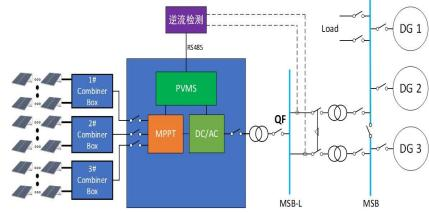 逆流检测
RS485
Load
DG 1
1#
Combiner
Box
PVMS
DG 2
2#
Combiner
Box
MPPT
DC/AC
QF
3#
Combiner
Box
DG 3
MSB-L
MSB